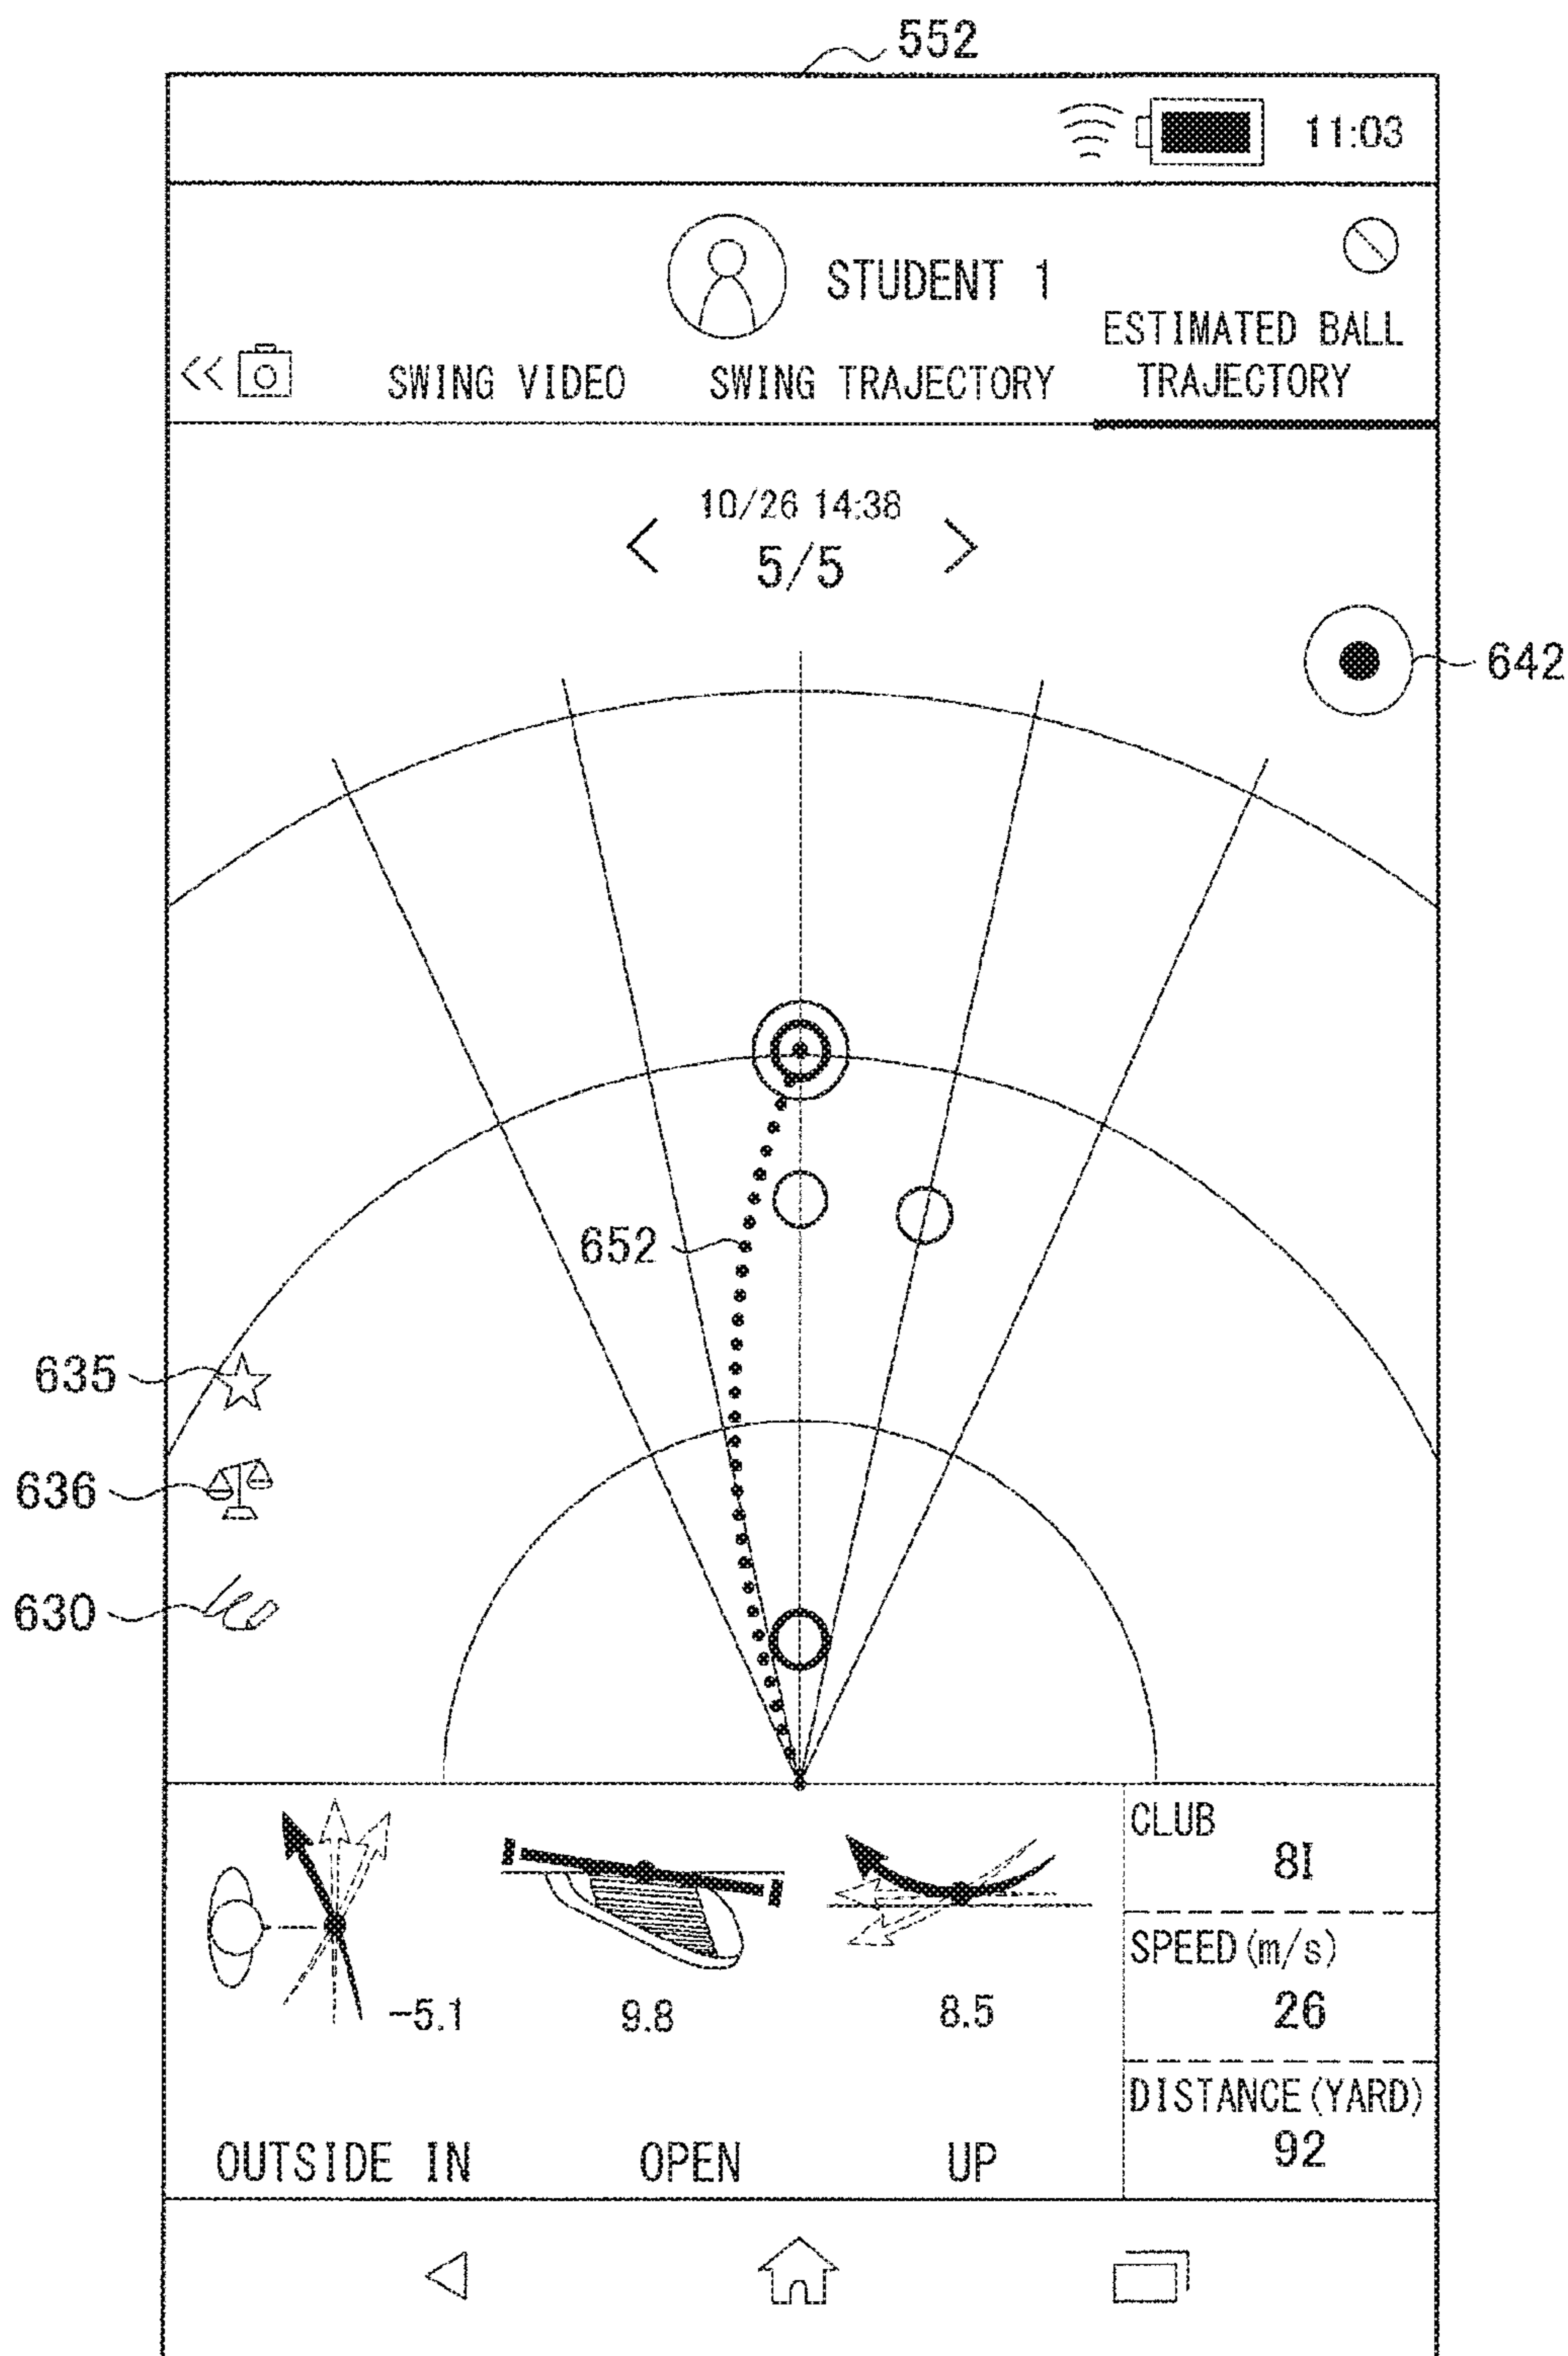 552
11:03
STUDENT 1
<< SWING VIDEO SWING TRAJECTORY ESTIMATED BALL TRAJECTORY
10/26 14:38
< 5/5 >
642
652
635
636
630
CLUB
8I
SPEED(m/s)
26
DISTANCE(YARD)
92
-5.1 9.8 8.5
OUTSIDE IN OPEN UP